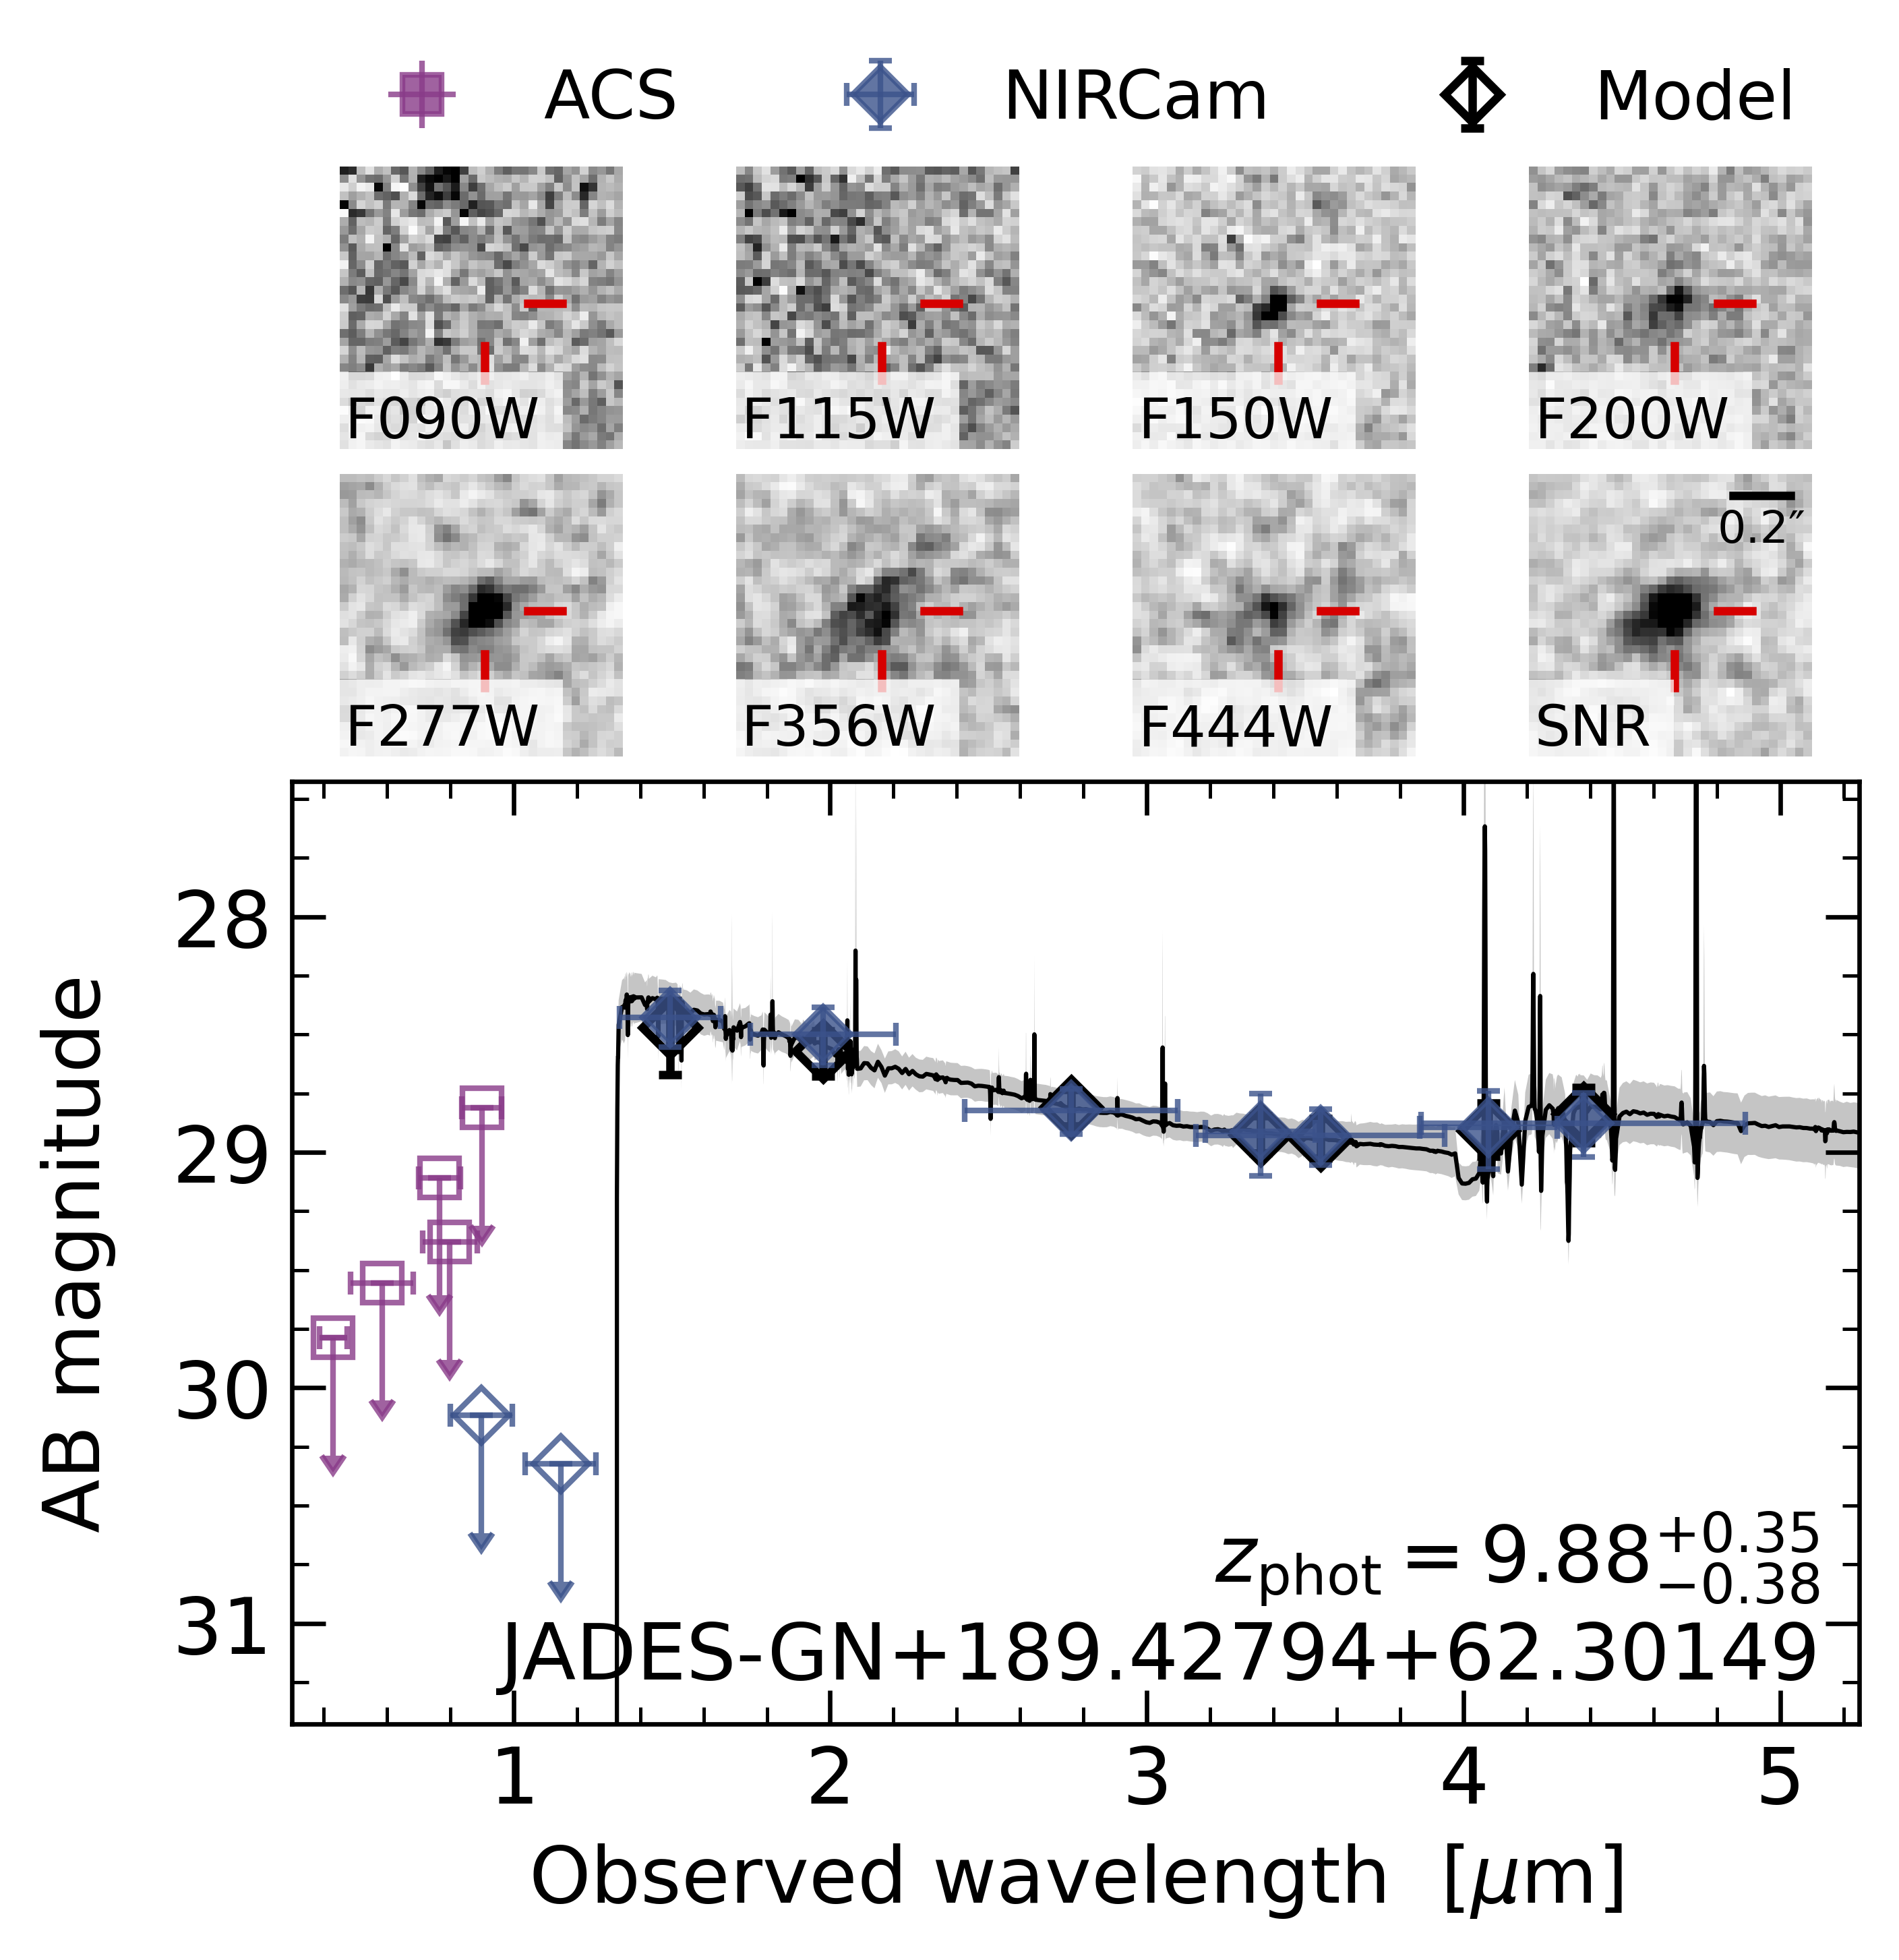 ACS NIRCam Model
F090W F115W F150W F200W
0.2″
F277W F356W F444W SNR
28
29
30
31
AB magnitude
z_phot = 9.88 +0.35 −0.38
JADES-GN+189.42794+62.30149
1 2 3 4 5
Observed wavelength [μm]